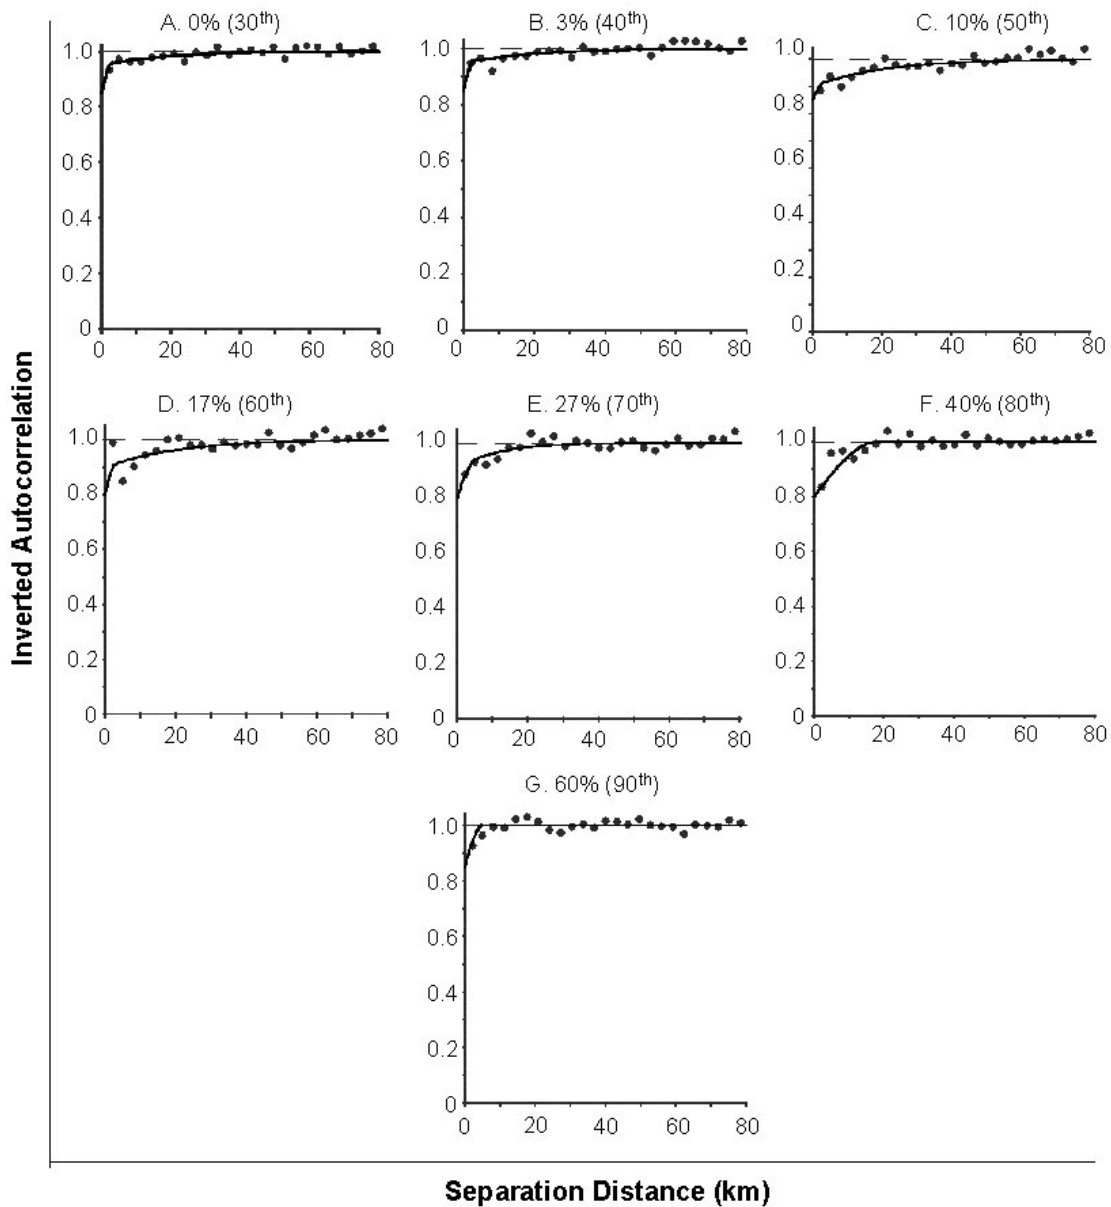 A. 0% (30th)
1.0
0.8
0.6
0.4
0.2
0
0 20 40 60 80
B. 3% (40th)
1.0
0.8
0.6
0.4
0.2
0
0 20 40 60 80
C. 10% (50th)
1.0
0.8
0.6
0.4
0.2
0
0 20 40 60 80
D. 17% (60th)
1.0
0.8
0.6
0.4
0.2
0
0 20 40 60 80
E. 27% (70th)
1.0
0.8
0.6
0.4
0.2
0
0 20 40 60 80
F. 40% (80th)
1.0
0.8
0.6
0.4
0.2
0
0 20 40 60 80
G. 60% (90th)
1.0
0.8
0.6
0.4
0.2
0
0 20 40 60 80
Inverted Autocorrelation
Separation Distance (km)